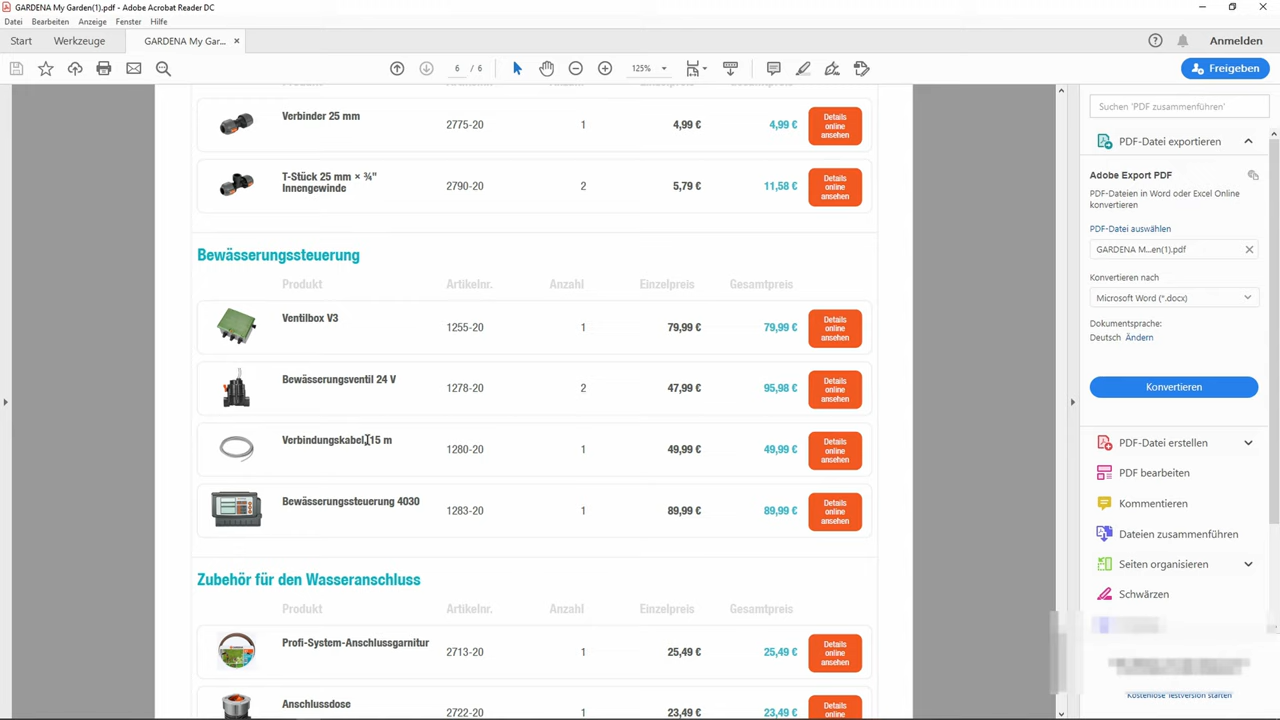 GARDENA My Garden(1).pdf - Adobe Acrobat Reader DC
Datei Bearbeiten Anzeige Fenster Hilfe
Start Werkzeuge GARDENA My Gar... × Anmelden
6 / 6 125% Freigeben
Verbinder 25 mm 2775-20 1 4,99 € 4,99 € Details online ansehen
T-Stück 25 mm × ¾" Innengewinde 2790-20 2 5,79 € 11,58 € Details online ansehen
Bewässerungssteuerung
Produkt Artikelnr. Anzahl Einzelpreis Gesamtpreis
Ventilbox V3 1255-20 1 79,99 € 79,99 € Details online ansehen
Bewässerungsventil 24 V 1278-20 2 47,99 € 95,98 € Details online ansehen
Verbindungskabel, 15 m 1280-20 1 49,99 € 49,99 € Details online ansehen
Bewässerungssteuerung 4030 1283-20 1 89,99 € 89,99 € Details online ansehen
Zubehör für den Wasseranschluss
Produkt Artikelnr. Anzahl Einzelpreis Gesamtpreis
Profi-System-Anschlussgarnitur 2713-20 1 25,49 € 25,49 € Details online ansehen
Anschlussdose 2722-20 1 23,49 € 23,49 € Details online ansehen
Suchen 'PDF zusammenführen'
PDF-Datei exportieren
Adobe Export PDF
PDF-Dateien in Word oder Excel Online
konvertieren
PDF-Datei auswählen
GARDENA M...en(1).pdf
Konvertieren nach
Microsoft Word (*.docx)
Dokumentsprache:
Deutsch Ändern
Konvertieren
PDF-Datei erstellen
PDF bearbeiten
Kommentieren
Dateien zusammenführen
Seiten organisieren
Schwärzen
Kostenlose Testversion starten